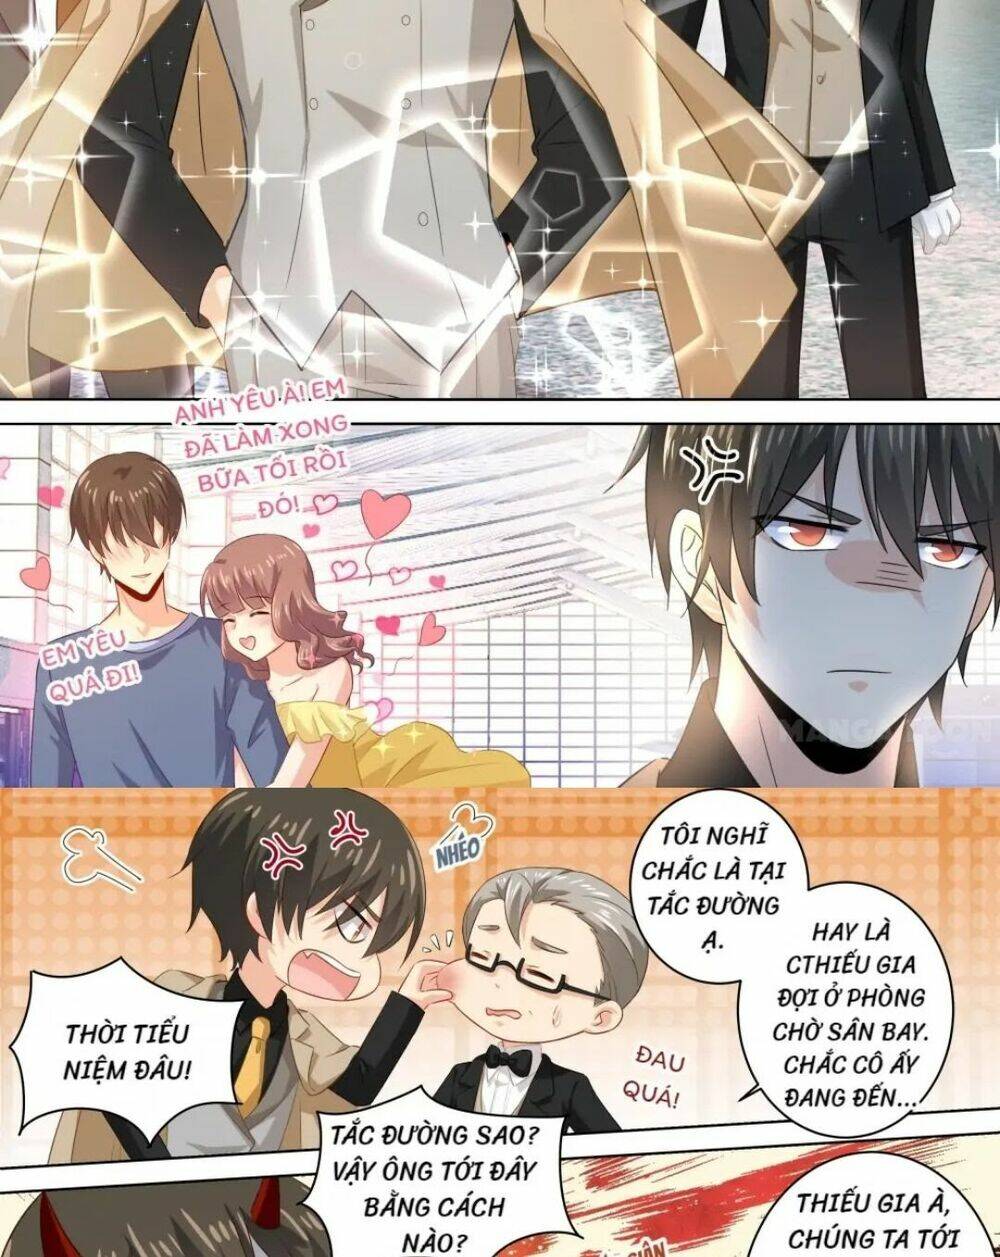 ANH YÊU À! EM
ĐÃ LÀM XONG
BỮA TỐI RỒI
ĐÓ!
EM YÊU
QUÁ ĐI!
MANGATOON
NHÉO
TÔI NGHĨ
CHẮC LÀ TẠI
TẮC ĐƯỜNG
Ạ.
HAY LÀ
CTHIẾU GIA
ĐỢI Ở PHÒNG
CHỜ SÂN BAY.
CHẮC CÔ ẤY
ĐANG ĐẾN...
THỜI TIỂU
NIỆM ĐÂU!
ĐAU
QUÁ!
TẮC ĐƯỜNG SAO?
VẬY ÔNG TỚI ĐÂY
BẰNG CÁCH
NÀO?
THIẾU GIA À,
CHÚNG TA TỚI